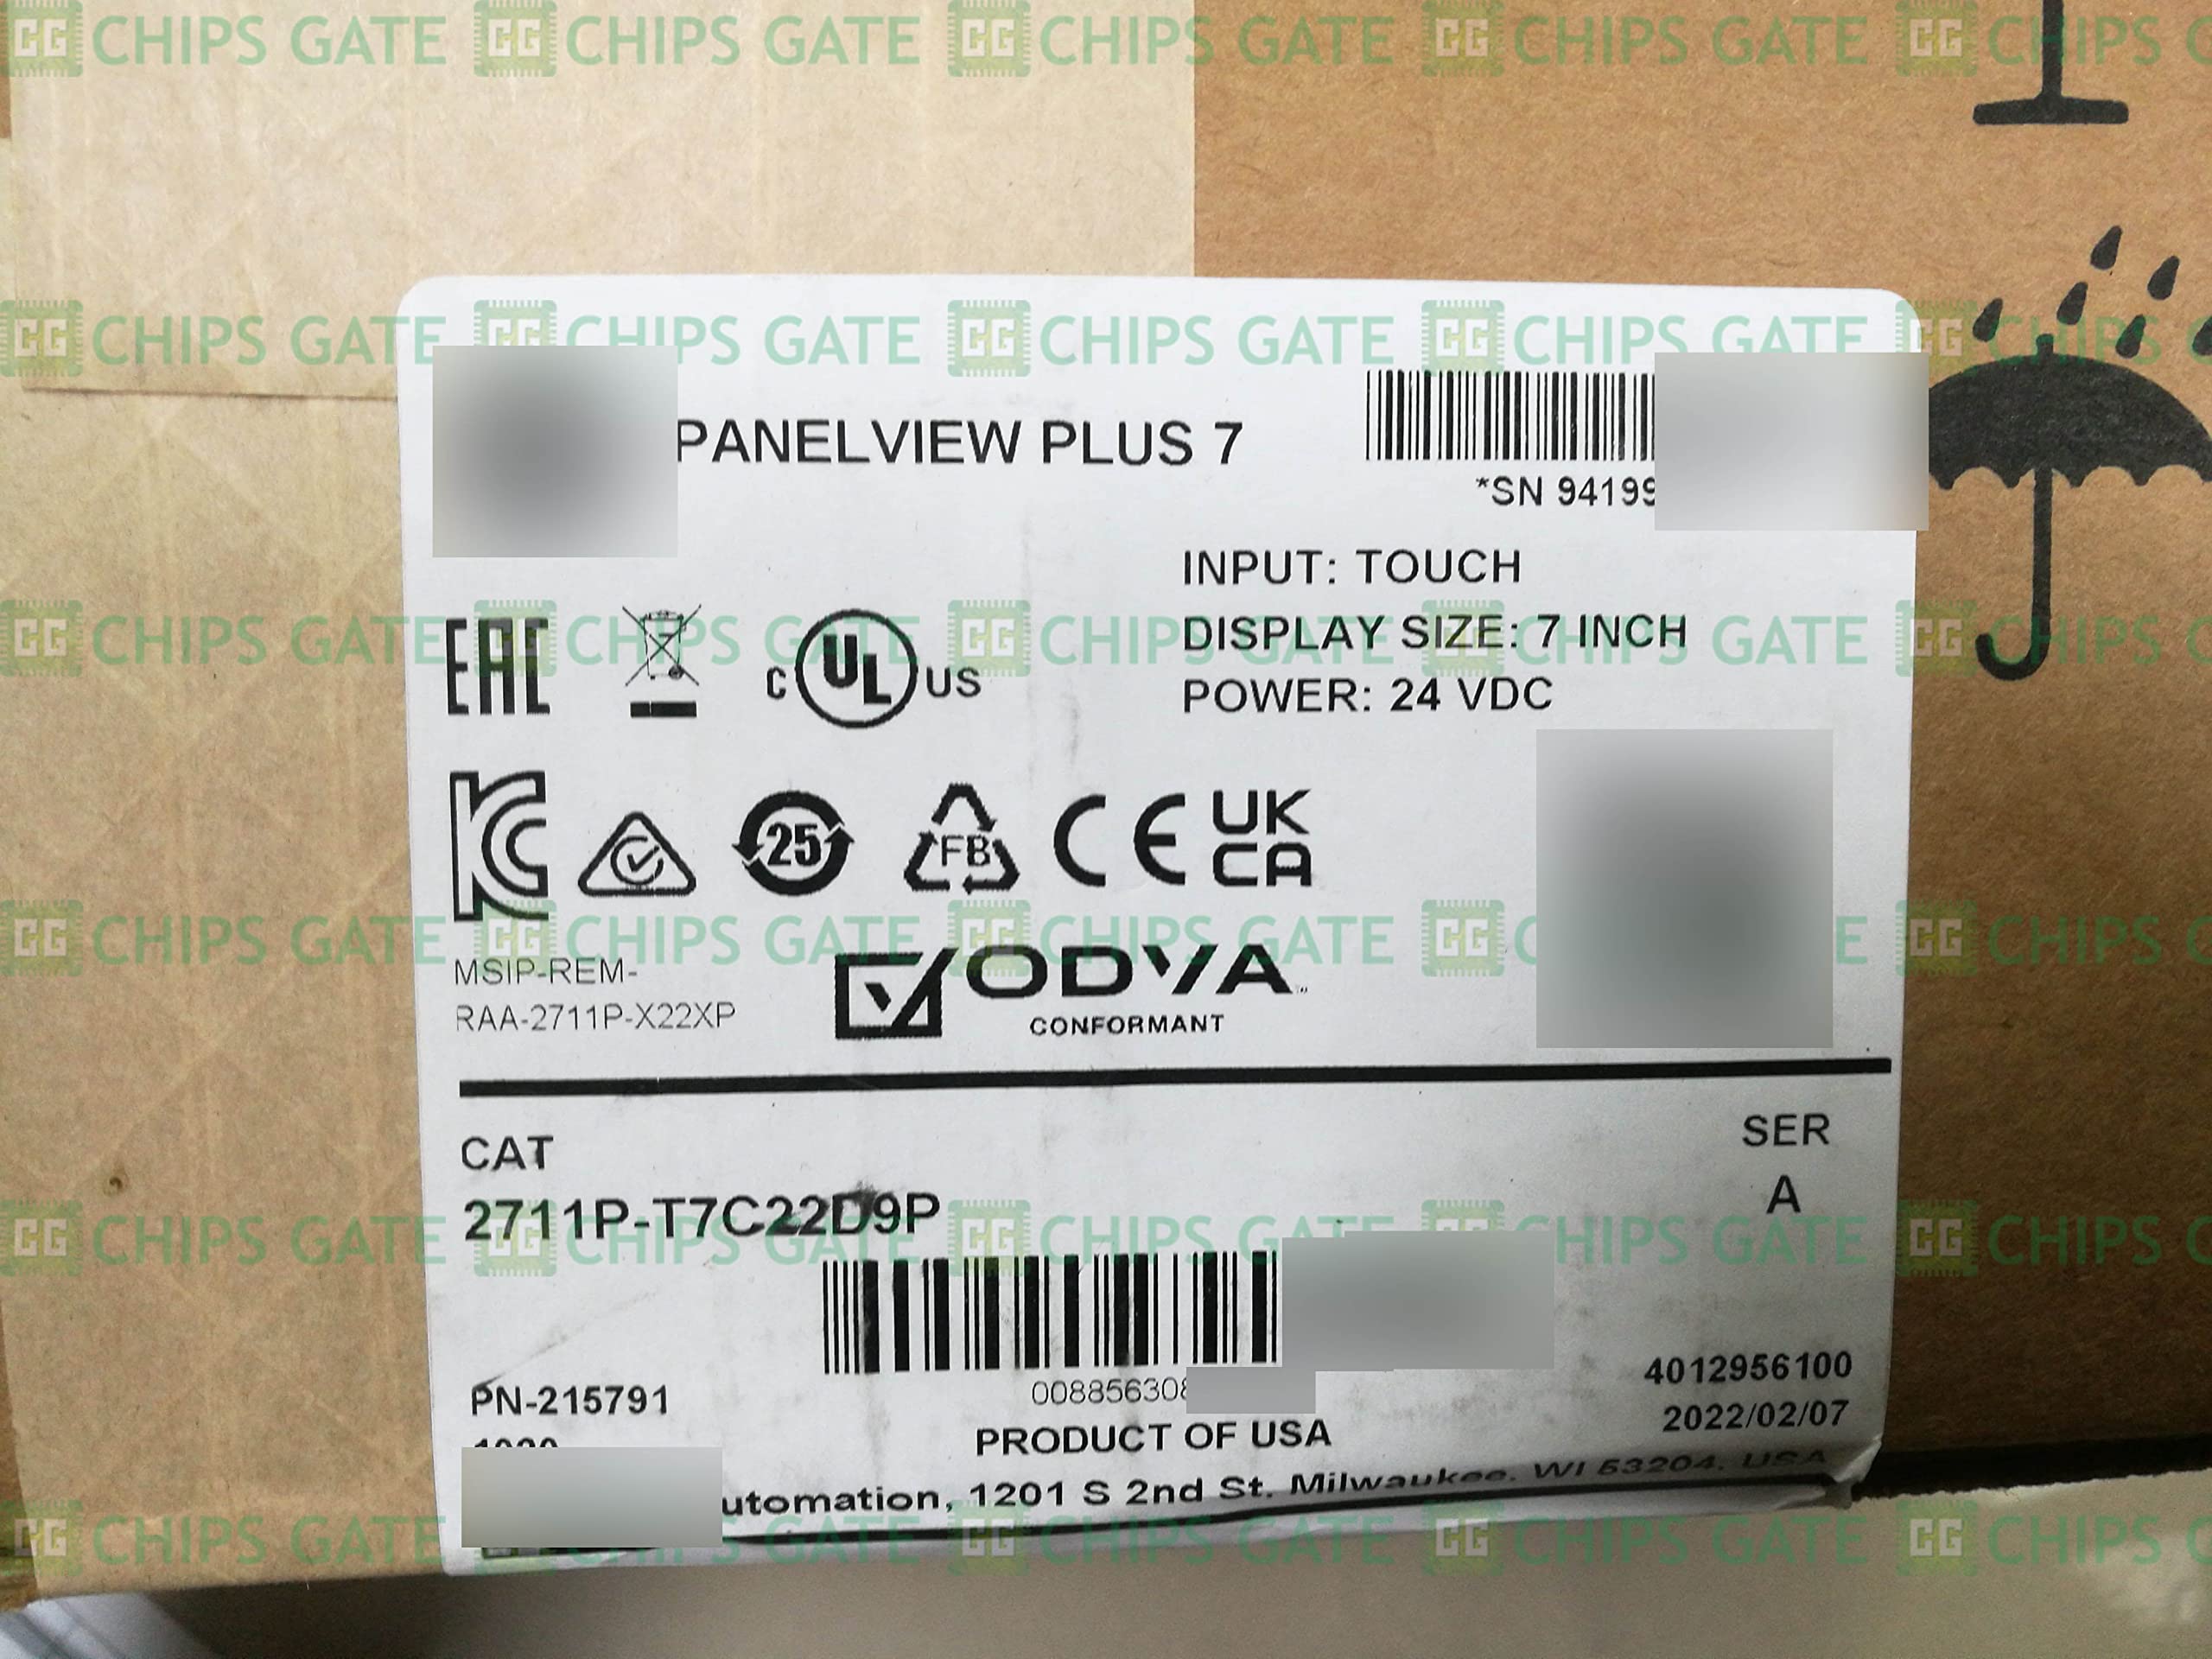 CHIPS GATE
PANELVIEW PLUS 7
*SN 94199
INPUT: TOUCH
DISPLAY SIZE: 7 INCH
POWER: 24 VDC
EAC
C UL US
KC
25
FB
CE
UK
CA
MSIP-REM-
RAA-2711P-X22XP
ODVA
CONFORMANT
CAT
SER
2711P-T7C22D9P
A
PN-215791
00885630
4012956100
2022/02/07
PRODUCT OF USA
utomation, 1201 S 2nd St. Milwaukee, WI 53204, USA